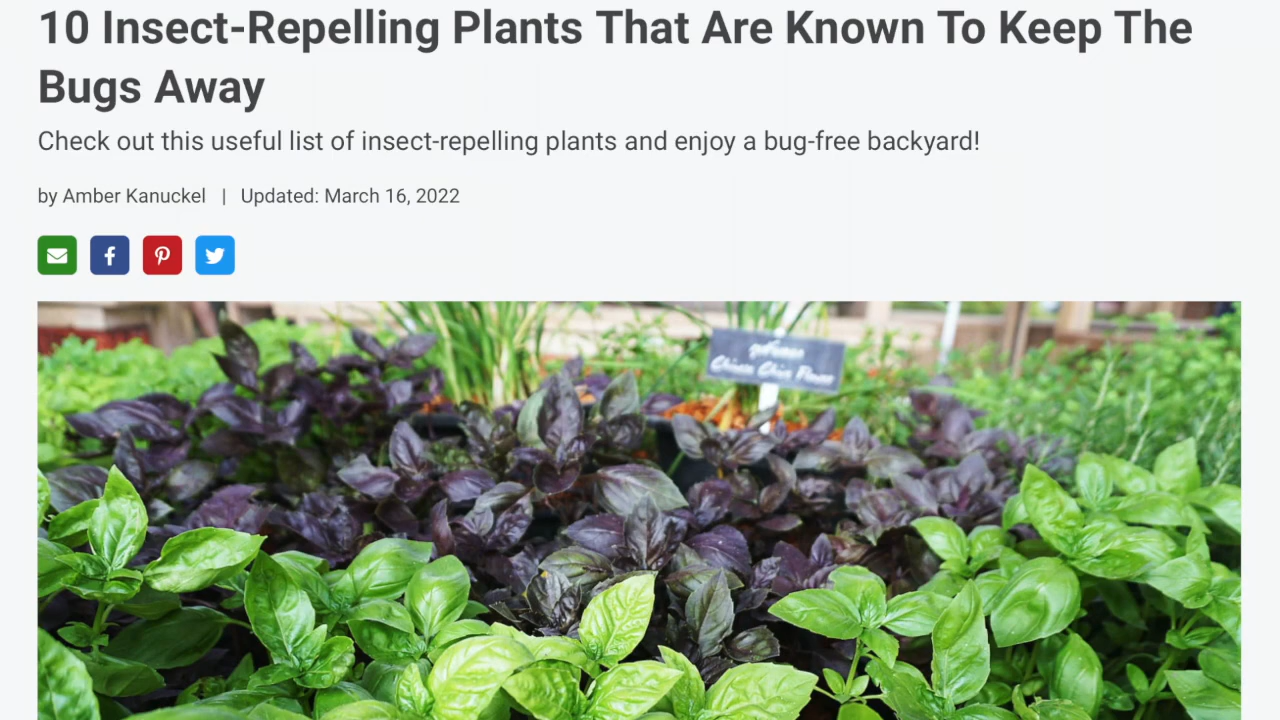 10 Insect-Repelling Plants That Are Known To Keep The
Bugs Away
Check out this useful list of insect-repelling plants and enjoy a bug-free backyard!
by Amber Kanuckel | Updated: March 16, 2022